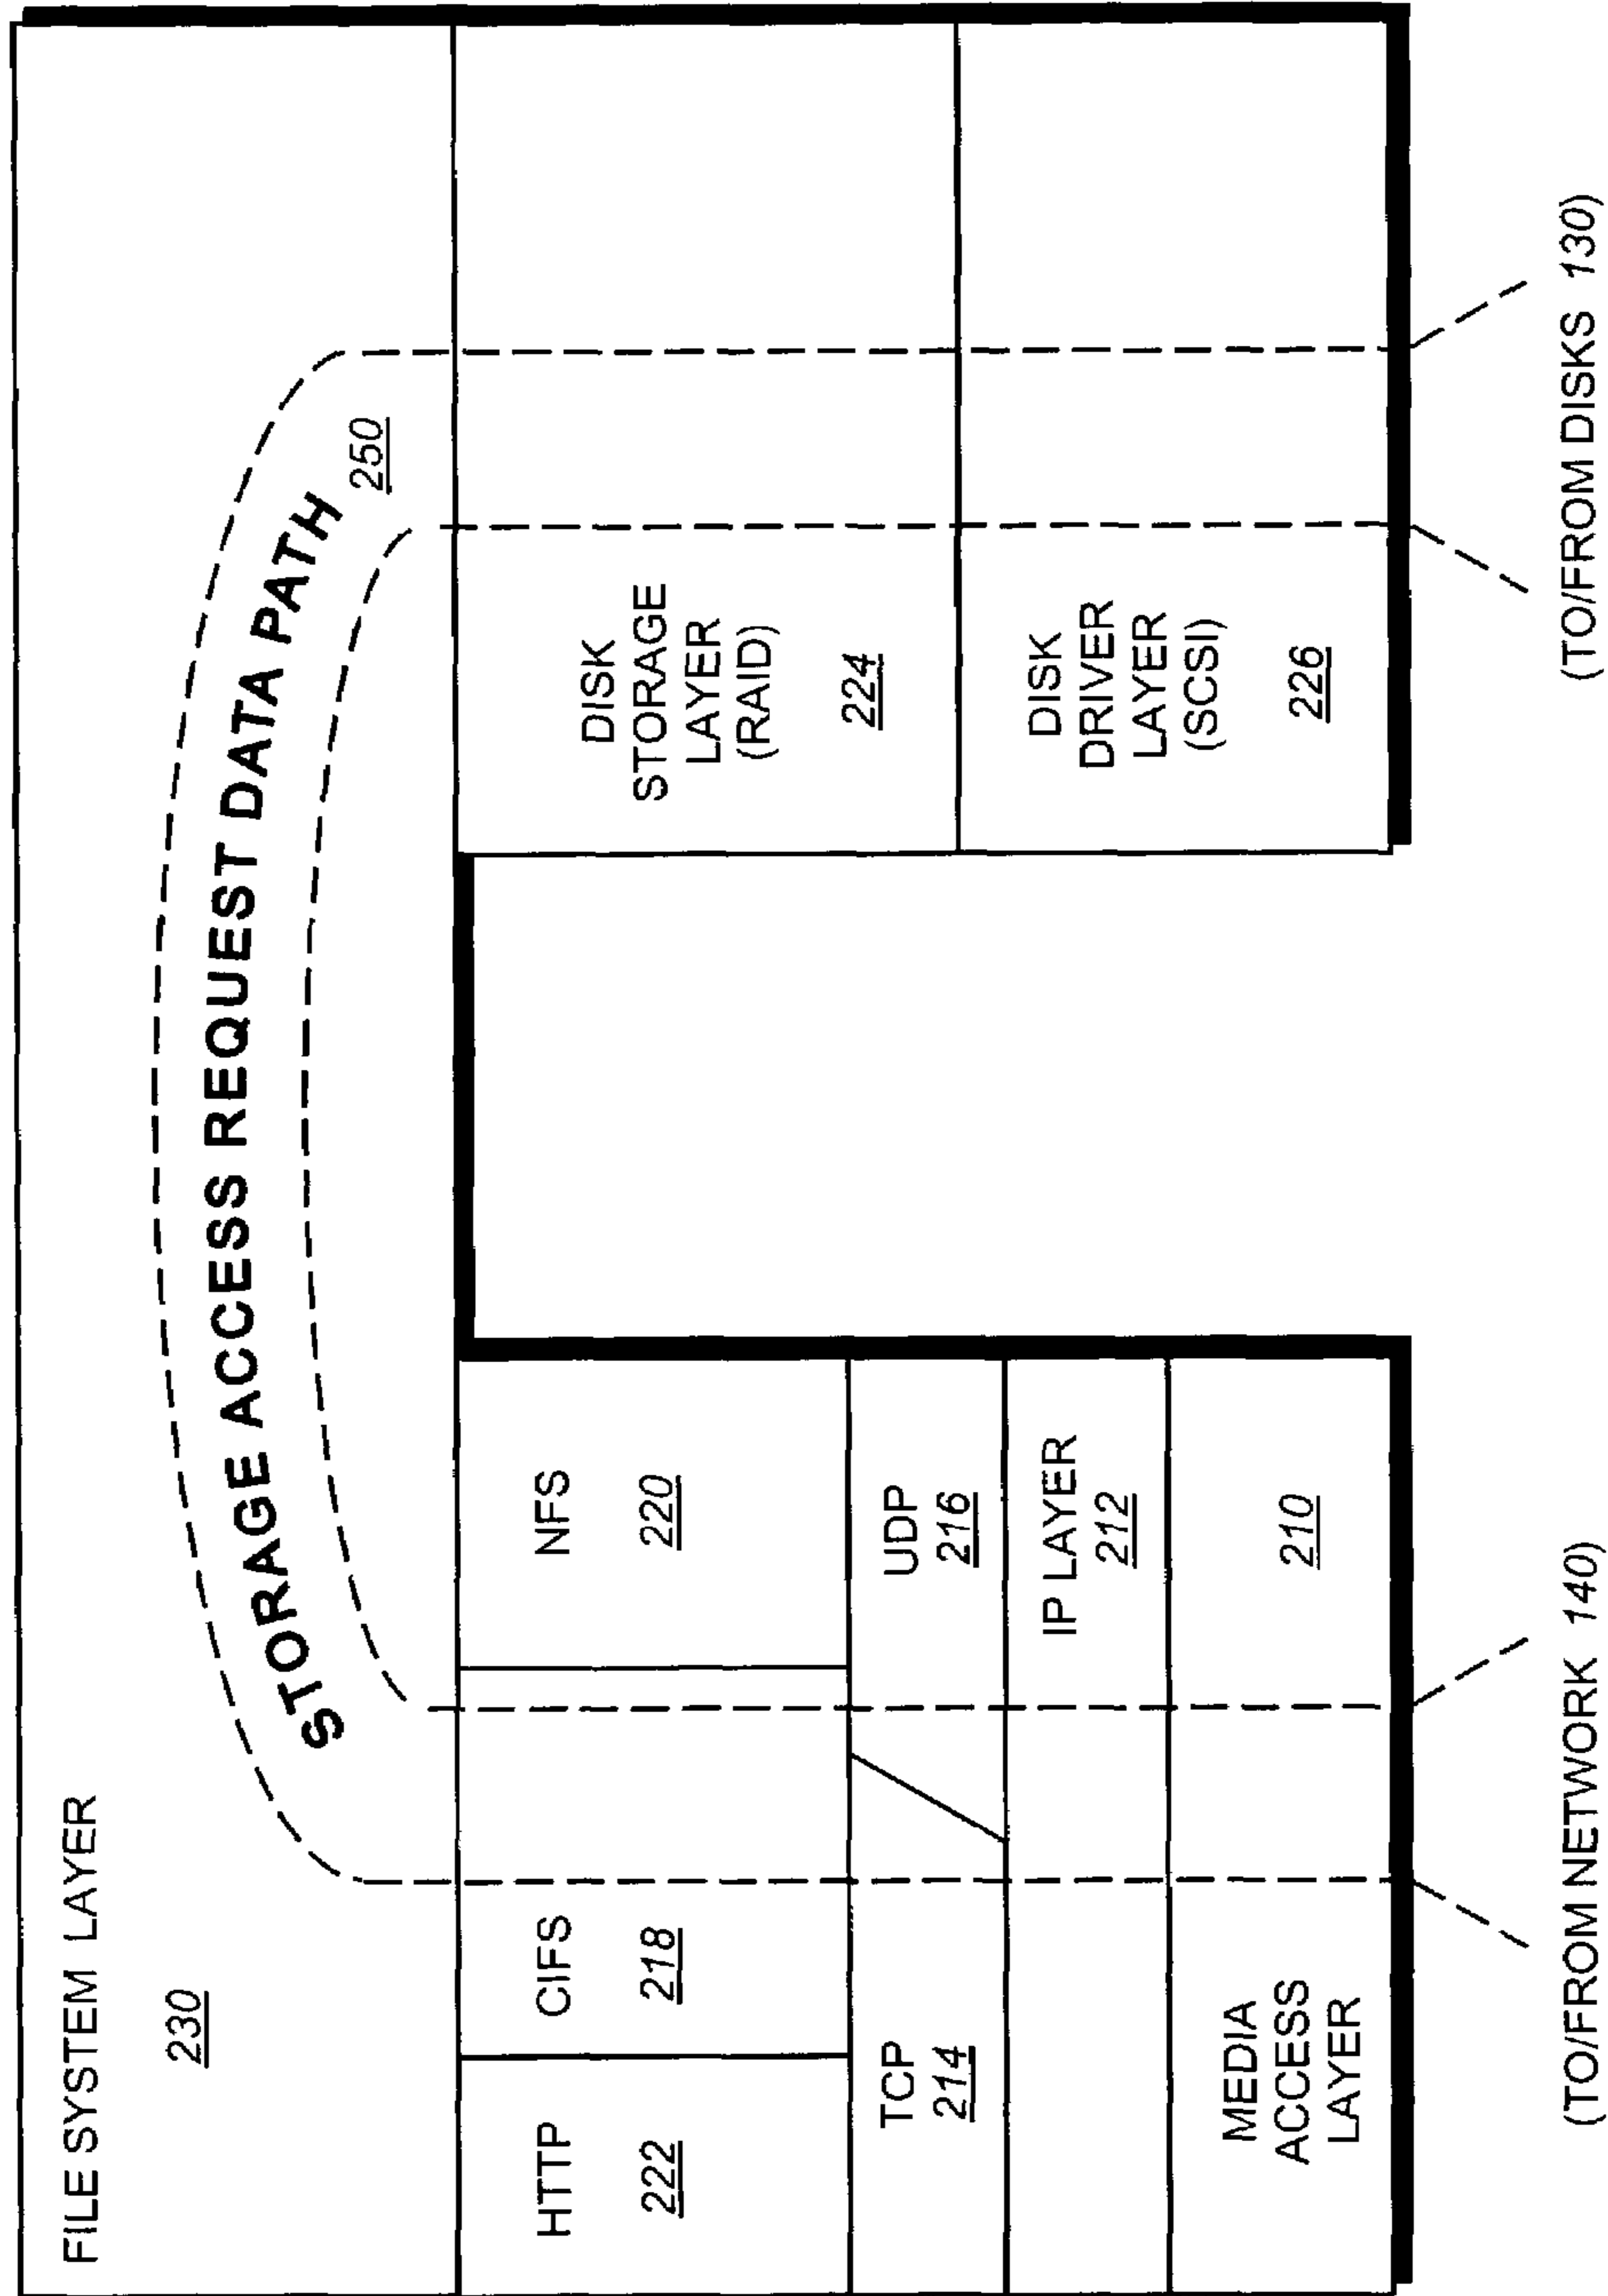 FILE SYSTEM LAYER
230
STORAGE ACCESS REQUEST DATA PATH
250
HTTP
222
CIFS
218
NFS
220
TCP
214
UDP
216
IP LAYER
212
MEDIA
ACCESS
LAYER
210
DISK
STORAGE
LAYER
(RAID)
224
DISK
DRIVER
LAYER
(SCSI)
226
(TO/FROM NETWORK 140)
(TO/FROM DISKS 130)